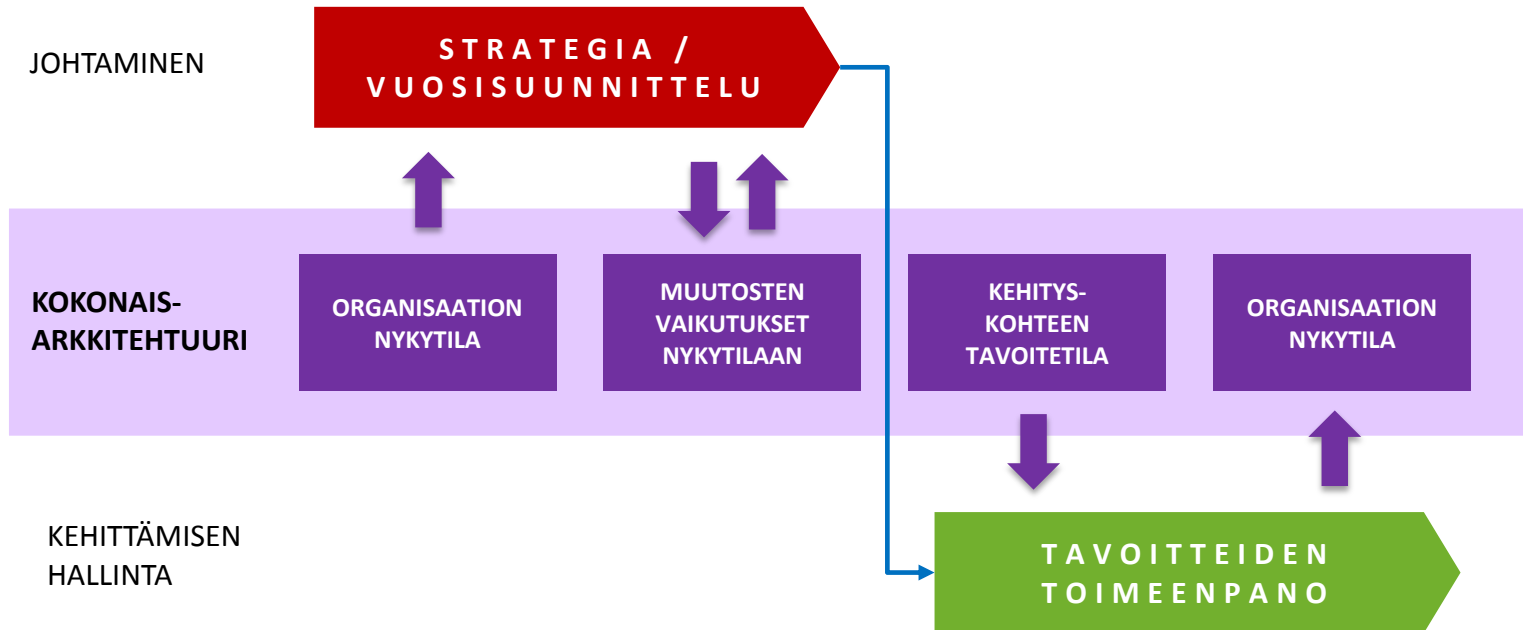 JOHTAMINEN
STRATEGIA /
VUOSISUUNNITTELU
KOKONAIS-
ARKKITEHTUURI
ORGANISAATION
NYKYTILA
MUUTOSTEN
VAIKUTUKSET
NYKYTILAAN
KEHITYS-
KOHTEEN
TAVOITETILA
ORGANISAATION
NYKYTILA
KEHITTÄMISEN
HALLINTA
TAVOITTEIDEN
TOIMEENPANO